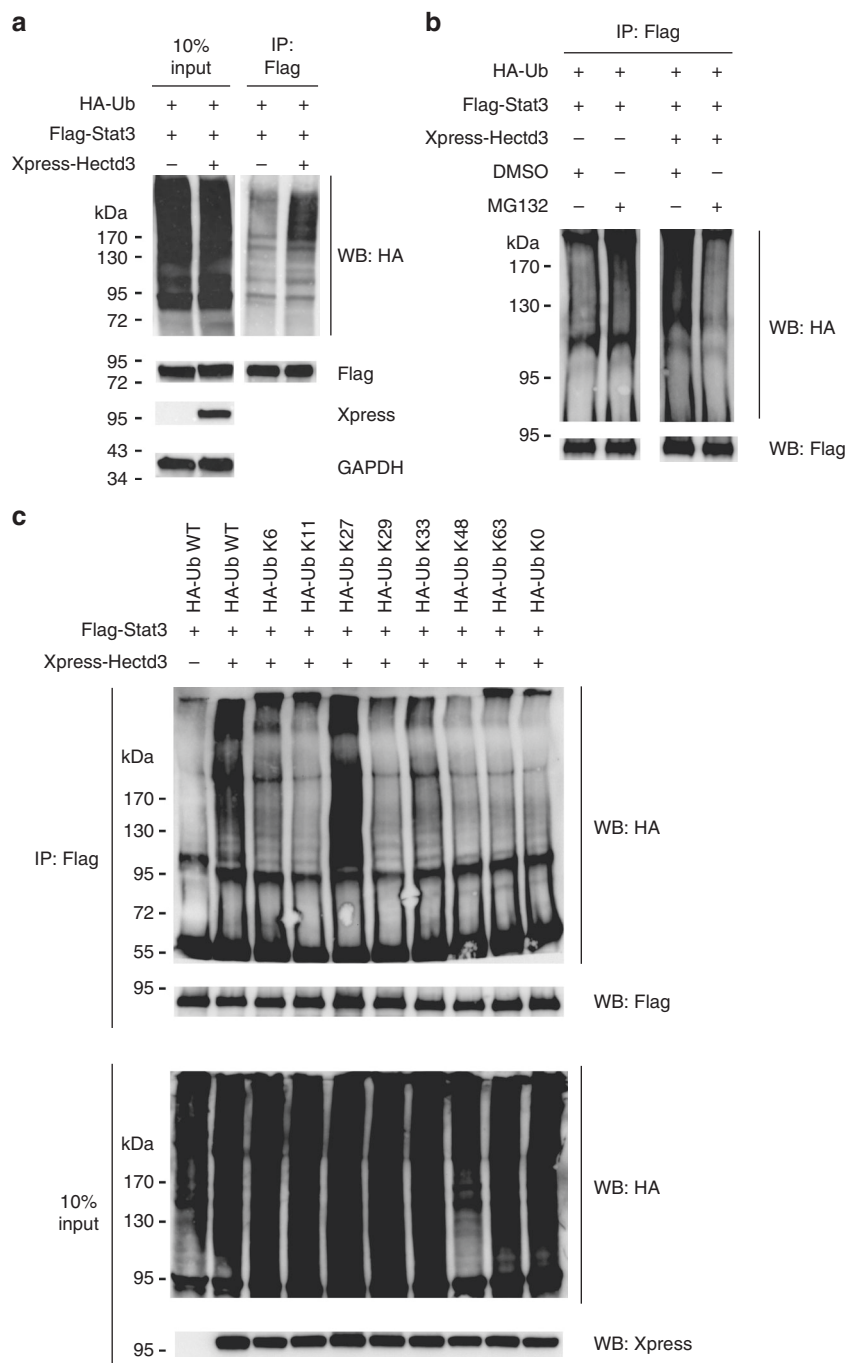 a
10%
input
IP:
Flag
HA-Ub + + + +
Flag-Stat3 + + + +
Xpress-Hectd3 – + – +
kDa
170
130
95
72
WB: HA
95
72
Flag
95
Xpress
43
34
GAPDH
b
IP: Flag
HA-Ub + + + +
Flag-Stat3 + + + +
Xpress-Hectd3 – – + +
DMSO + – + –
MG132 – + – +
kDa
170
130
95
WB: HA
95
WB: Flag
c
HA-Ub WT
HA-Ub WT
HA-Ub K6
HA-Ub K11
HA-Ub K27
HA-Ub K29
HA-Ub K33
HA-Ub K48
HA-Ub K63
HA-Ub K0
Flag-Stat3 + + + + + + + + + +
Xpress-Hectd3 – + + + + + + + + +
IP: Flag
kDa
170
130
95
72
55
WB: HA
95
WB: Flag
10%
input
kDa
170
130
95
WB: HA
95
WB: Xpress